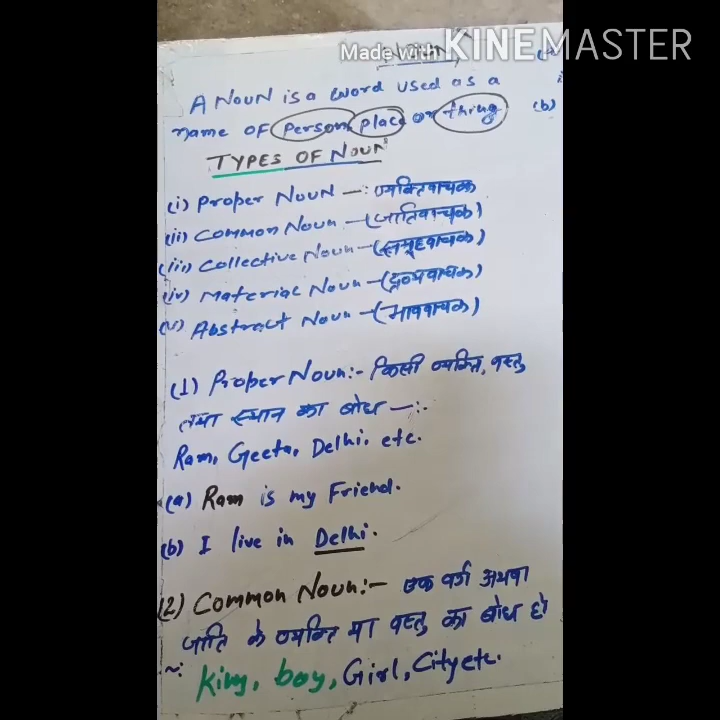 NOUN
Made with KINEMASTER
A NOUN is a word used as a
name of person place or thing
(b)
TYPES OF NOUN
(i) Proper NOUN -: व्यक्तिवाचक
(ii) Common Noun -(जातिवाचक)
(iii) Collective Noun -(समूहवाचक)
(iv) Material Noun -(द्रव्यवाचक)
(v) Abstract Noun -(भाववाचक)
(1) Proper Noun:- किसी व्यक्ति, वस्तु
तथा स्थान का बोध -:-
Ram, Geeta, Delhi, etc.
(a) Ram is my Friend.
(b) I live in Delhi.
(2) Common Noun:- एक वर्ग अथवा
जाति के व्यक्ति या वस्तु का बोध हो
King, boy, Girl, City etc.